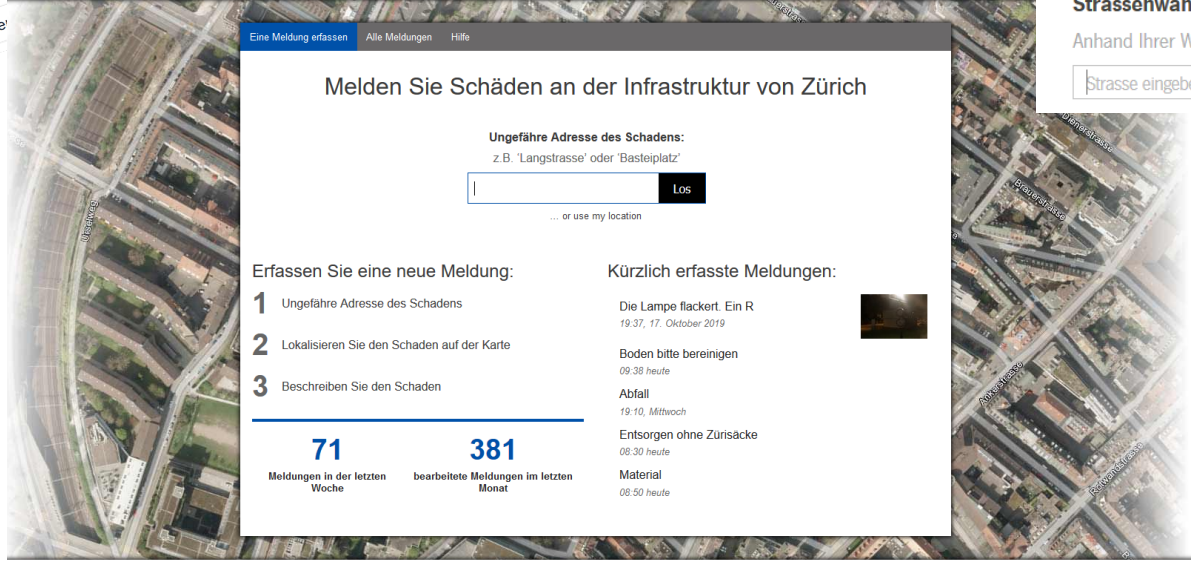 Eine Meldung erfassen Alle Meldungen Hilfe
Melden Sie Schäden an der Infrastruktur von Zürich
Ungefähre Adresse des Schadens:
z.B. 'Langstrasse' oder 'Basteiplatz'
Los
... or use my location
Erfassen Sie eine neue Meldung:
1 Ungefähre Adresse des Schadens
2 Lokalisieren Sie den Schaden auf der Karte
3 Beschreiben Sie den Schaden
71
Meldungen in der letzten
Woche
381
bearbeitete Meldungen im letzten
Monat
Kürzlich erfasste Meldungen:
Die Lampe flackert. Ein R
19:37, 17. Oktober 2019
Boden bitte bereinigen
09:38 heute
Abfall
19:10, Mittwoch
Entsorgen ohne Zürisäcke
08:30 heute
Material
08:50 heute
Anhand Ihrer W
Strasse eingebe
Dienerstrasse
Brauerstrasse
Ankerstrasse
Rotwandstrasse